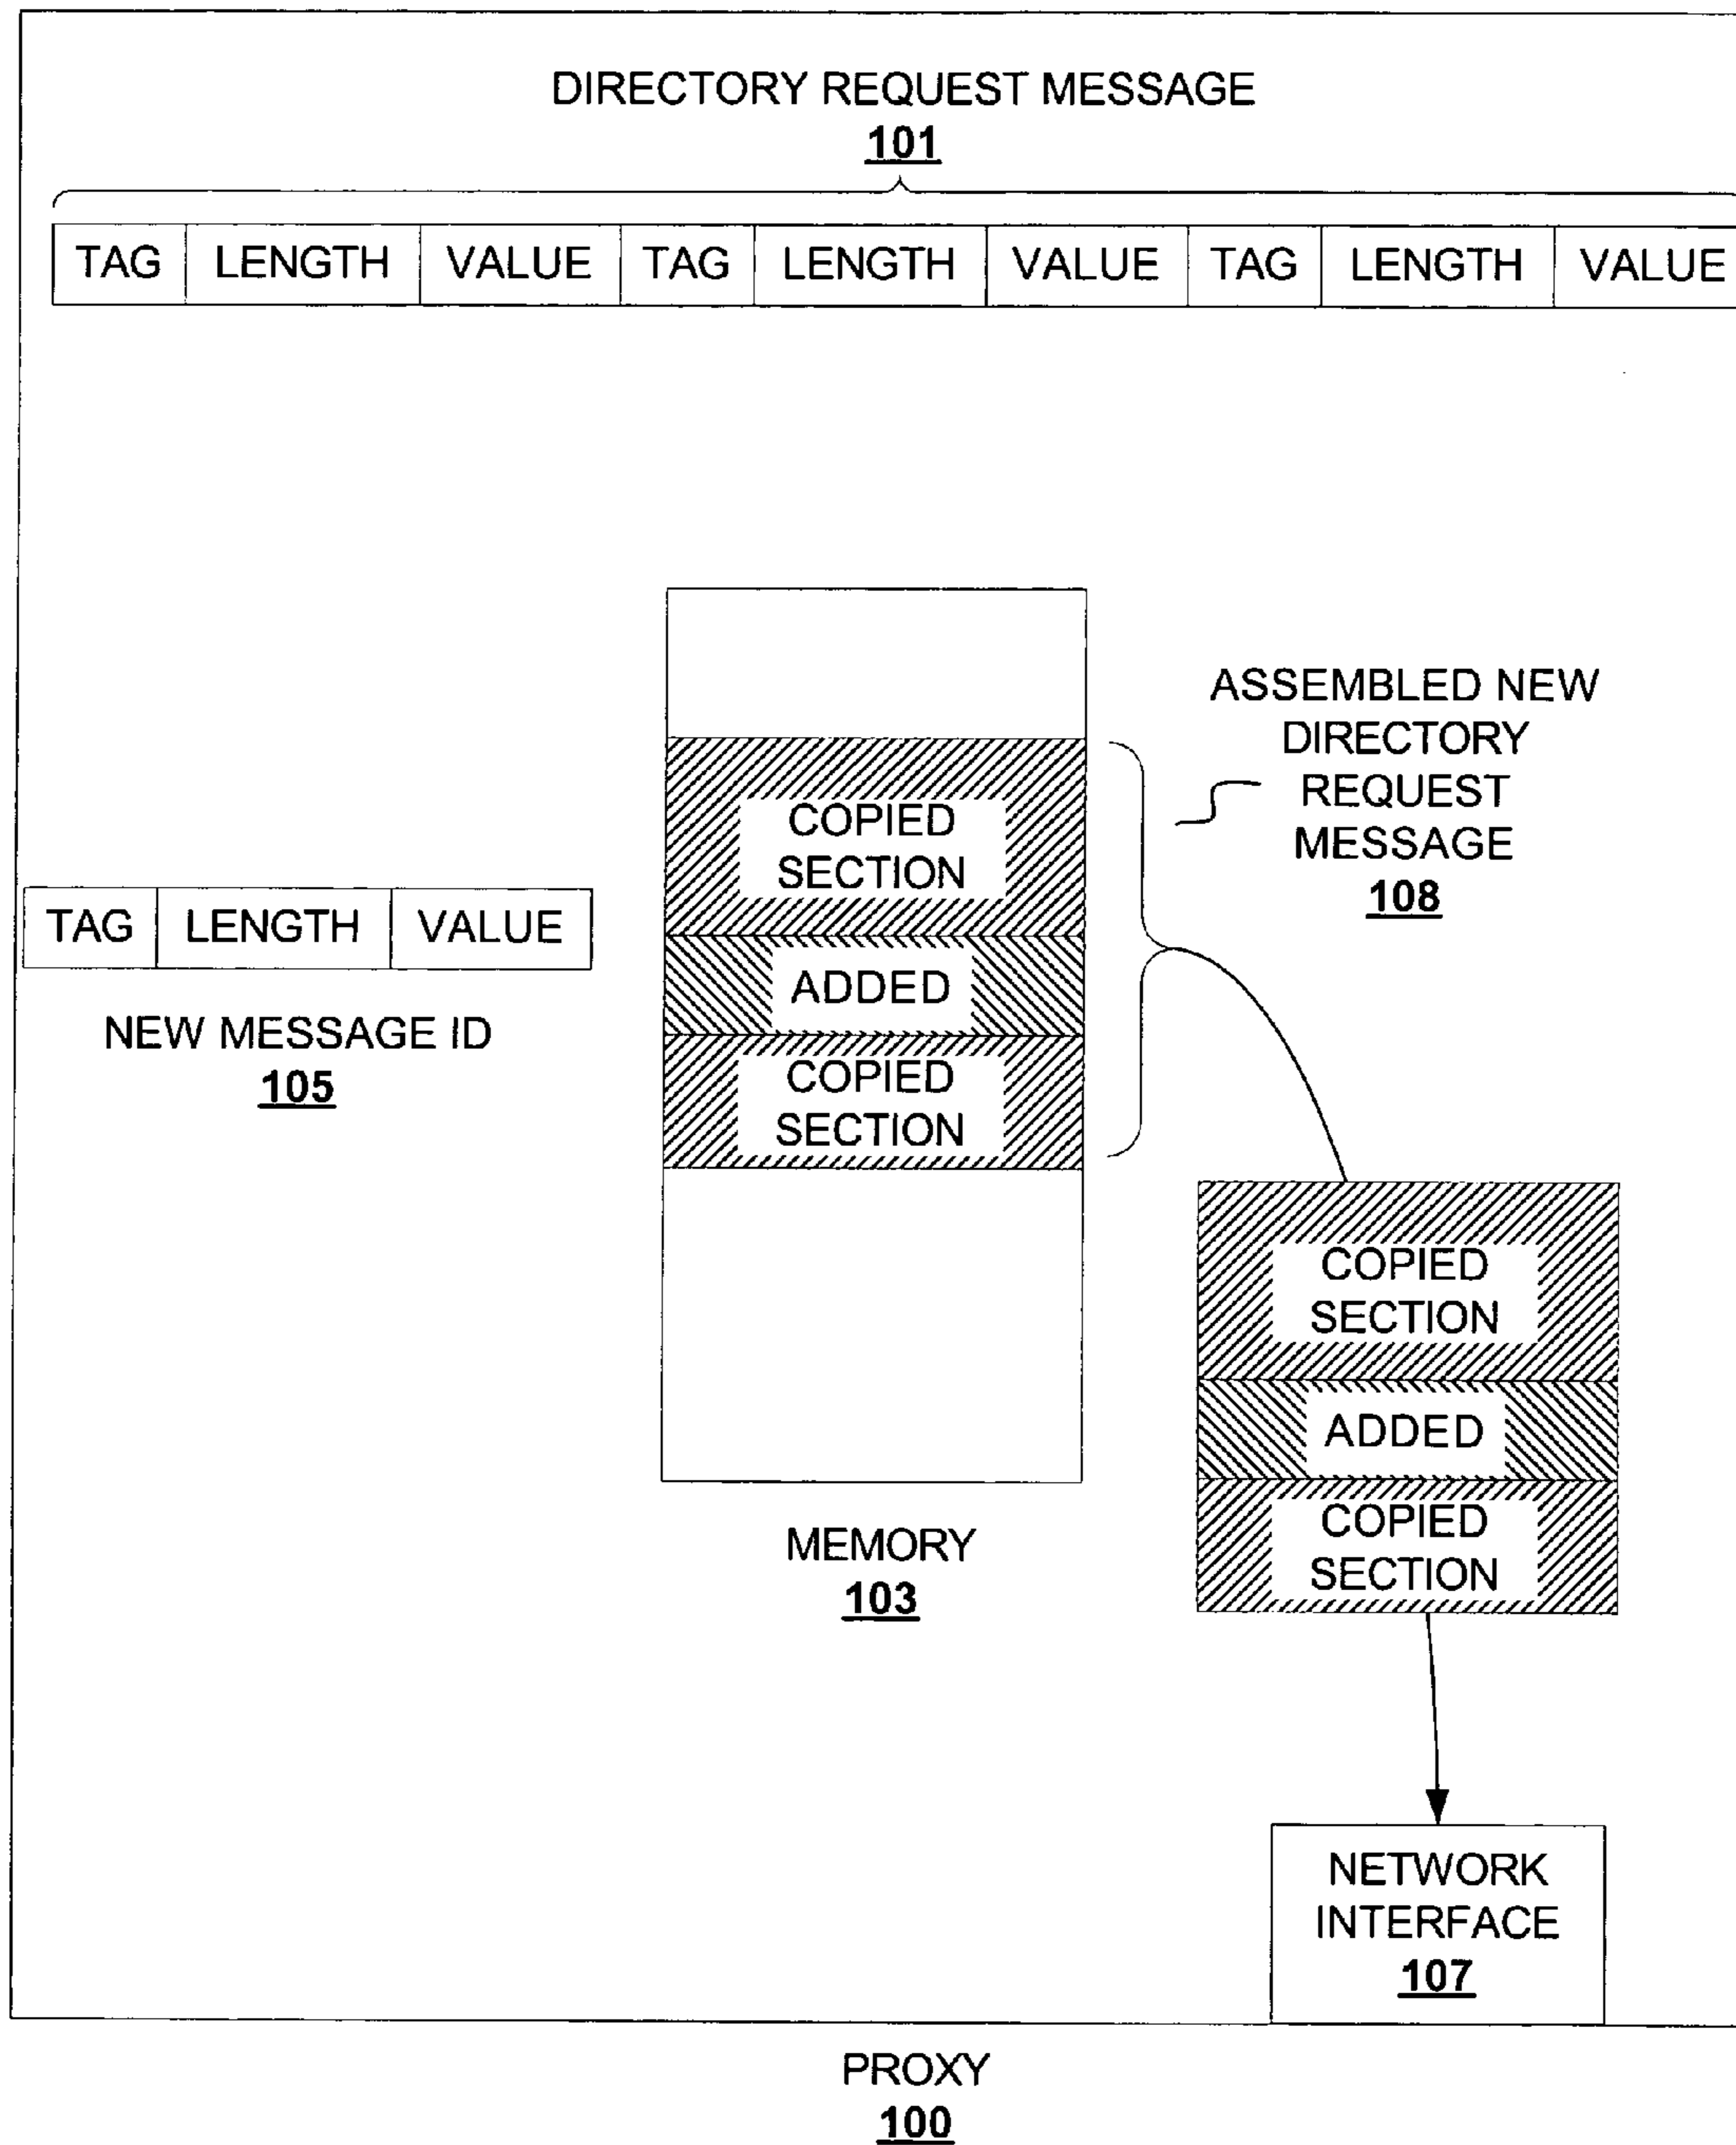 DIRECTORY REQUEST MESSAGE
101
TAG LENGTH VALUE TAG LENGTH VALUE TAG LENGTH VALUE
ASSEMBLED NEW
DIRECTORY
REQUEST
MESSAGE
108
COPIED
SECTION
ADDED
COPIED
SECTION
TAG LENGTH VALUE
NEW MESSAGE ID
105
MEMORY
103
COPIED
SECTION
ADDED
COPIED
SECTION
NETWORK
INTERFACE
107
PROXY
100